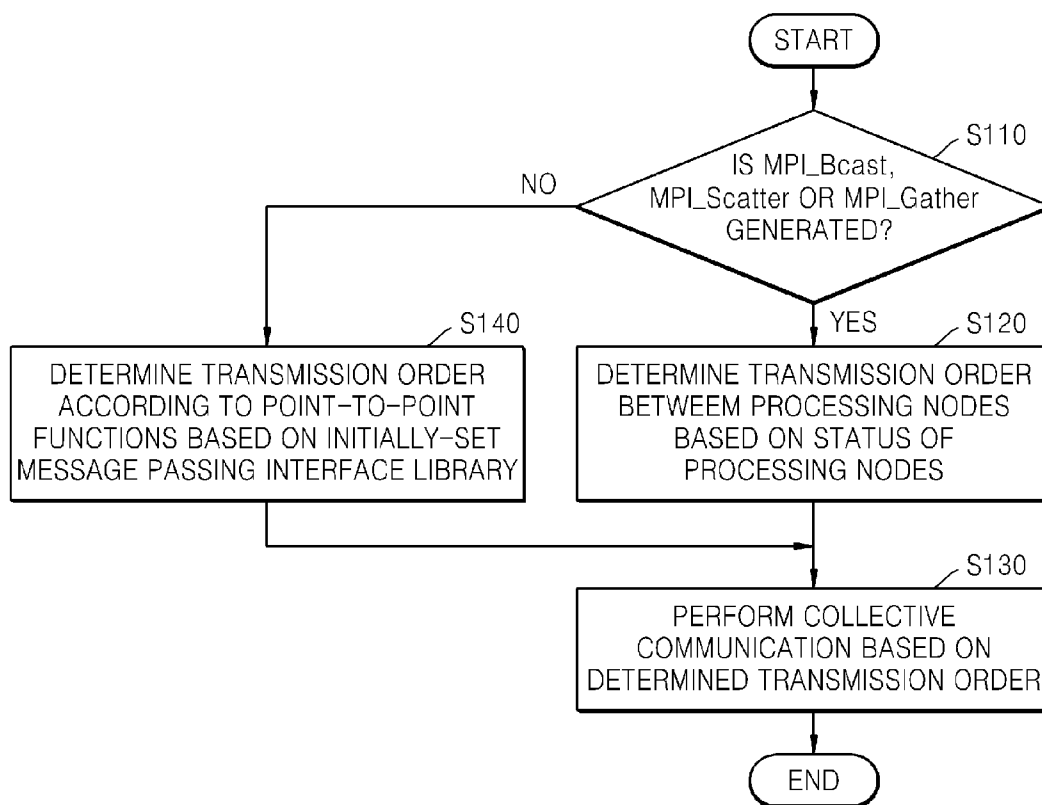 START
S110
IS MPI_Bcast,
MPI_Scatter OR MPI_Gather
GENERATED?
NO
YES
S140
DETERMINE TRANSMISSION ORDER
ACCORDING TO POINT-TO-POINT
FUNCTIONS BASED ON INITIALLY-SET
MESSAGE PASSING INTERFACE LIBRARY
S120
DETERMINE TRANSMISSION ORDER
BETWEEM PROCESSING NODES
BASED ON STATUS OF
PROCESSING NODES
S130
PERFORM COLLECTIVE
COMMUNICATION BASED ON
DETERMINED TRANSMISSION ORDER
END